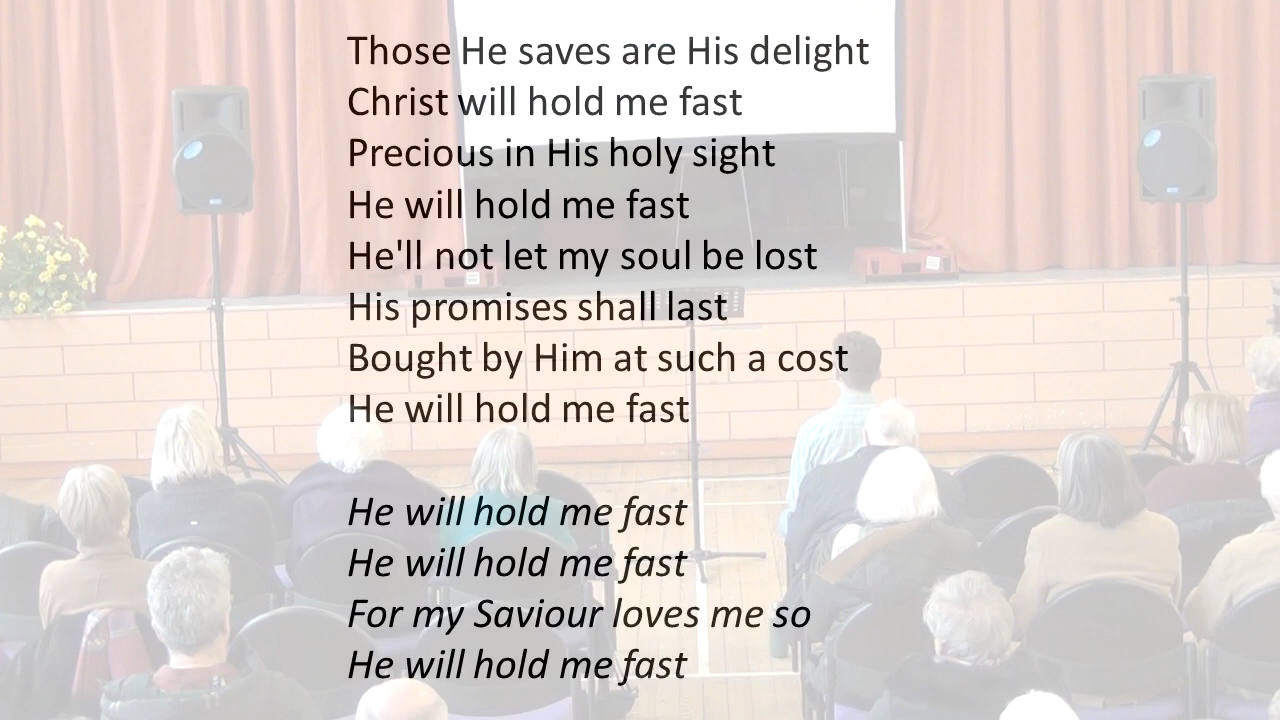 Those He saves are His delight
Christ will hold me fast
Precious in His holy sight
He will hold me fast
He'll not let my soul be lost
His promises shall last
Bought by Him at such a cost
He will hold me fast
He will hold me fast
He will hold me fast
For my Saviour loves me so
He will hold me fast